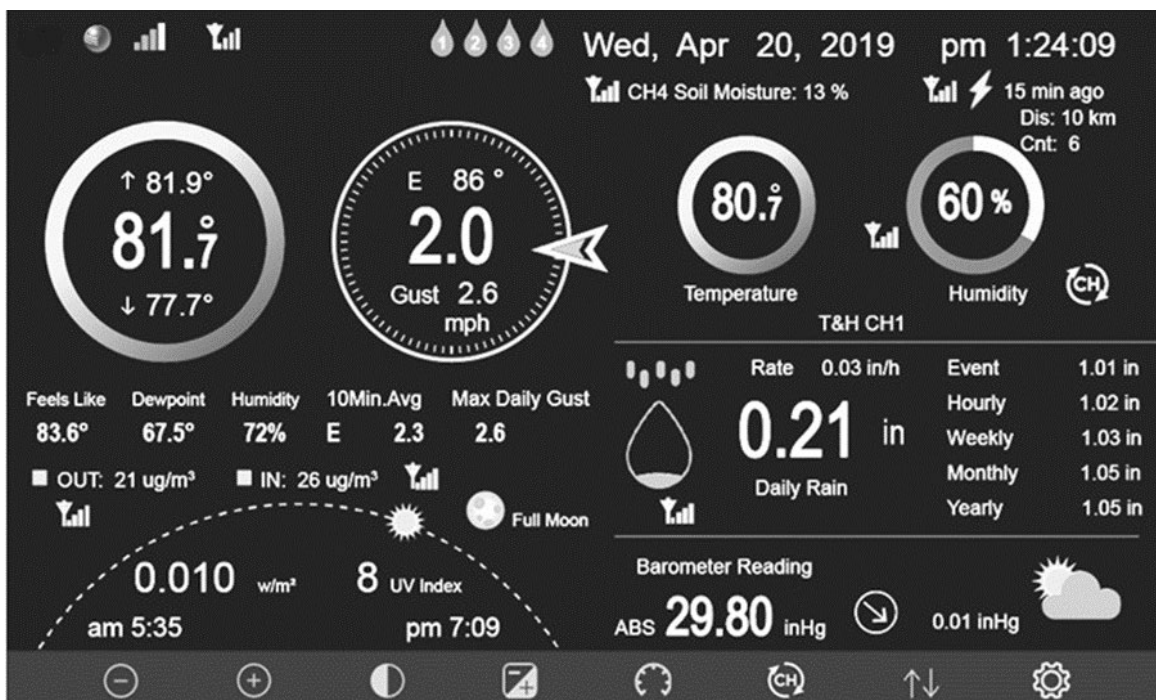 1 2 3 4
Wed, Apr 20, 2019 pm 1:24:09
CH4 Soil Moisture: 13 %
15 min ago
Dis: 10 km
Cnt: 6
↑ 81.9°
81.7°
↓ 77.7°
E 86 °
2.0
Gust 2.6
mph
80.7°
Temperature
60 %
Humidity
CH
T&H CH1
Feels Like Dewpoint Humidity 10Min.Avg Max Daily Gust
83.6° 67.5° 72% E 2.3 2.6
OUT: 21 ug/m³ IN: 26 ug/m³
Full Moon
0.010 w/m² 8 UV Index
am 5:35 pm 7:09
Rate 0.03 in/h
0.21 in
Daily Rain
Event 1.01 in
Hourly 1.02 in
Weekly 1.03 in
Monthly 1.05 in
Yearly 1.05 in
Barometer Reading
ABS 29.80 inHg 0.01 inHg
CH